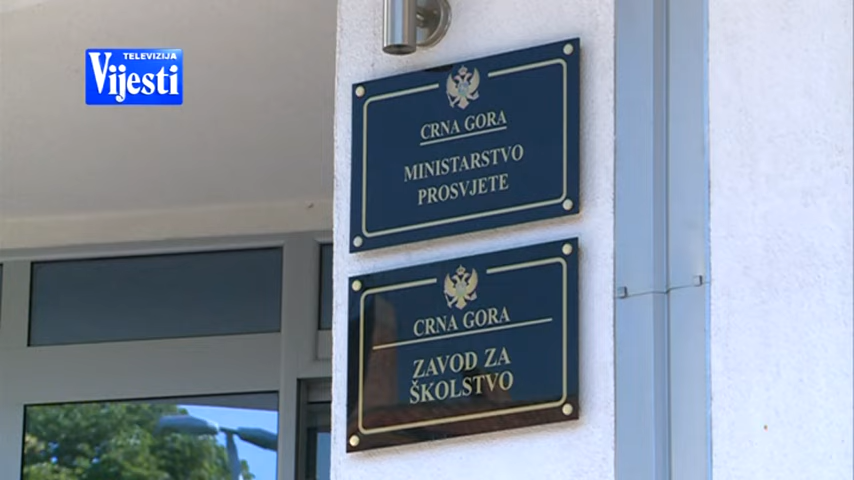 TELEVIZIJA
Vijesti
CRNA GORA
MINISTARSTVO
PROSVJETE
CRNA GORA
ZAVOD ZA
ŠKOLSTVO